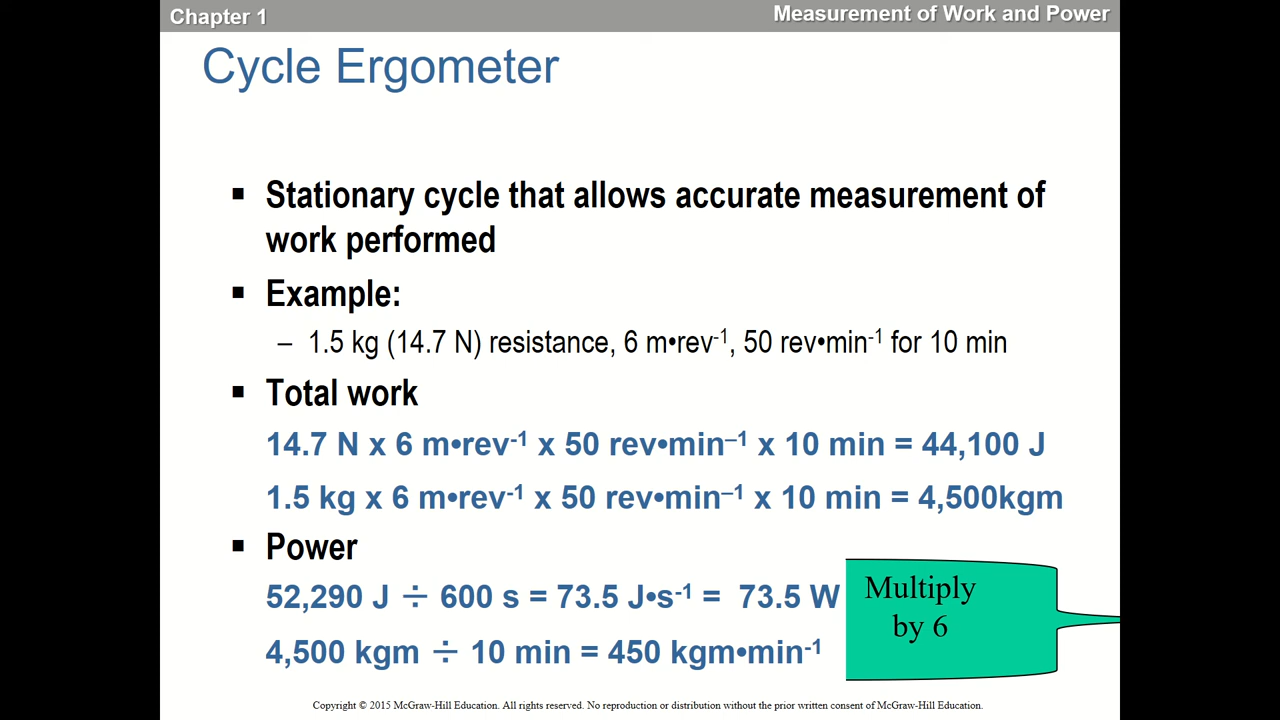 Chapter 1
Measurement of Work and Power
Cycle Ergometer
▪ Stationary cycle that allows accurate measurement of
work performed
▪ Example:
– 1.5 kg (14.7 N) resistance, 6 m•rev⁻¹, 50 rev•min⁻¹ for 10 min
▪ Total work
14.7 N x 6 m•rev⁻¹ x 50 rev•min⁻¹ x 10 min = 44,100 J
1.5 kg x 6 m•rev⁻¹ x 50 rev•min⁻¹ x 10 min = 4,500kgm
▪ Power
52,290 J ÷ 600 s = 73.5 J•s⁻¹ = 73.5 W
4,500 kgm ÷ 10 min = 450 kgm•min⁻¹
Multiply
by 6
Copyright © 2015 McGraw-Hill Education. All rights reserved. No reproduction or distribution without the prior written consent of McGraw-Hill Education.